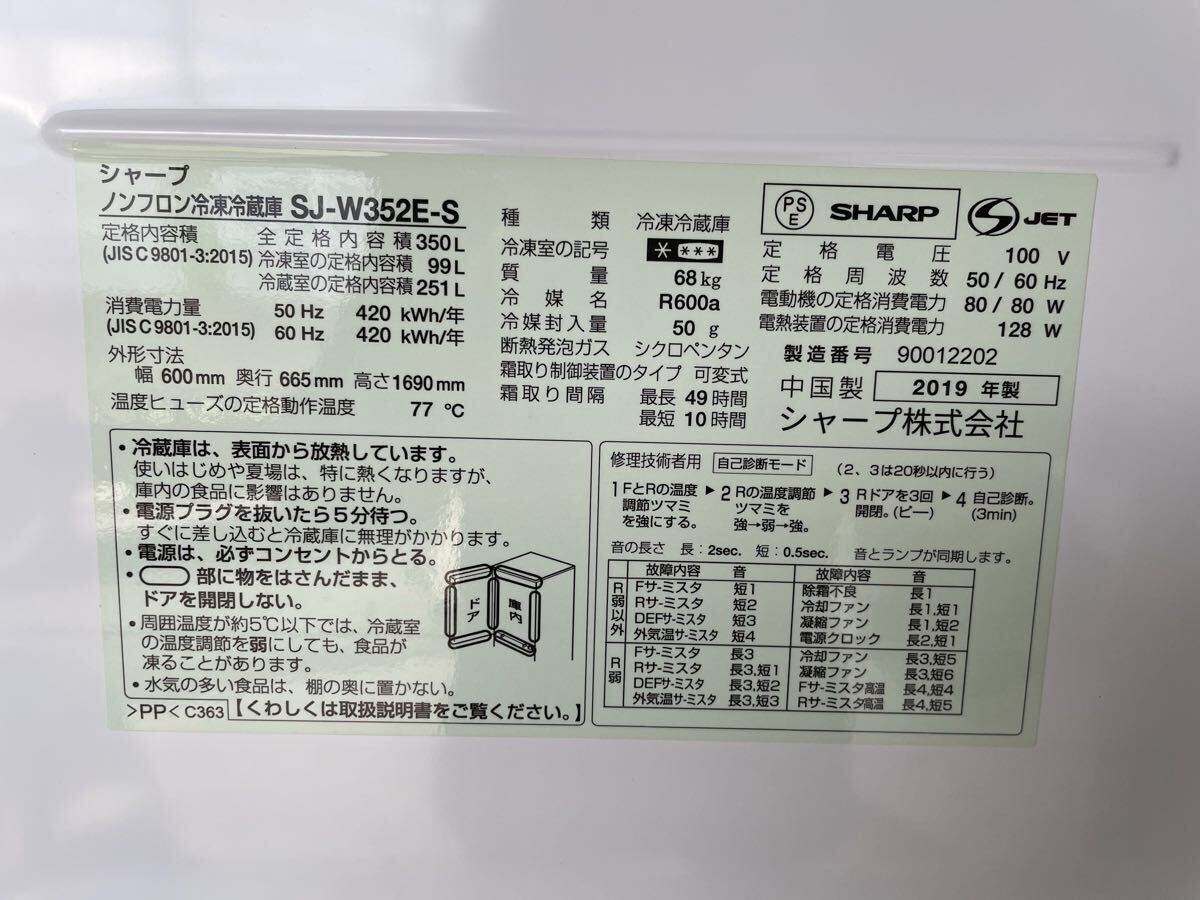 シャープ
ノンフロン冷凍冷蔵庫 SJ-W352E-S
定格内容積 全定格内容積 350 L
(JIS C 9801-3:2015) 冷凍室の定格内容積 99 L
冷蔵室の定格内容積 251 L
消費電力量 50 Hz 420 kWh/年
(JIS C 9801-3:2015) 60 Hz 420 kWh/年
外形寸法
幅 600mm 奥行 665mm 高さ1690mm
温度ヒューズの定格動作温度 77 ℃
種類 冷凍冷蔵庫
冷凍室の記号 * ***
質量 68kg
冷媒名 R600a
冷媒封入量 50 g
断熱発泡ガス シクロペンタン
霜取り制御装置のタイプ 可変式
霜取り間隔 最長 49時間
最短 10時間
PS E SHARP S JET
定格電圧 100 V
定格周波数 50 / 60 Hz
電動機の定格消費電力 80 / 80 W
電熱装置の定格消費電力 128 W
製造番号 90012202
中国製 2019 年製
シャープ株式会社
・冷蔵庫は、表面から放熱しています。
使いはじめや夏場は、特に熱くなりますが、
庫内の食品に影響はありません。
・電源プラグを抜いたら5分待つ。
すぐに差し込むと冷蔵庫に無理がかかります。
・電源は、必ずコンセントからとる。
・ 部に物をはさんだまま、
ドアを開閉しない。
・周囲温度が約5℃以下では、冷蔵室
の温度調節を弱にしても、食品が
凍ることがあります。
・水気の多い食品は、棚の奥に置かない。
ドア 庫内
>PP< C363 【くわしくは取扱説明書をご覧ください。】
修理技術者用 自己診断モード (2、3は20秒以内に行う)
1 FとRの温度調節ツマミを強にする。 ▶ 2 Rの温度調節ツマミを強→弱→強。 ▶ 3 Rドアを3回開閉。(ピー) ▶ 4 自己診断。(3min)
音の長さ 長:2sec. 短:0.5sec. 音とランプが同期します。
故障内容 音 故障内容 音
R弱以外 Fサ-ミスタ 短1 除霜不良 長1
Rサ-ミスタ 短2 冷却ファン 長1,短1
DEFサ-ミスタ 短3 凝縮ファン 長1,短2
外気温サ-ミスタ 短4 電源クロック 長2,短1
R弱 Fサ-ミスタ 長3 冷却ファン 長3,短5
Rサ-ミスタ 長3,短1 凝縮ファン 長3,短6
DEFサ-ミスタ 長3,短2 Fサ-ミスタ高温 長4,短4
外気温サ-ミスタ 長3,短3 Rサ-ミスタ高温 長4,短5